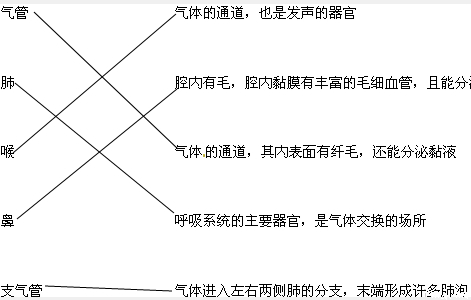 气管 气体的通道，也是发声的器官
肺 腔内有毛，腔内黏膜有丰富的毛细血管，且能分泌
喉 气体的通道，其内表面有纤毛，还能分泌黏液
鼻 呼吸系统的主要器官，是气体交换的场所
支气管 气体进入左右两侧肺的分支，末端形成许多肺泡